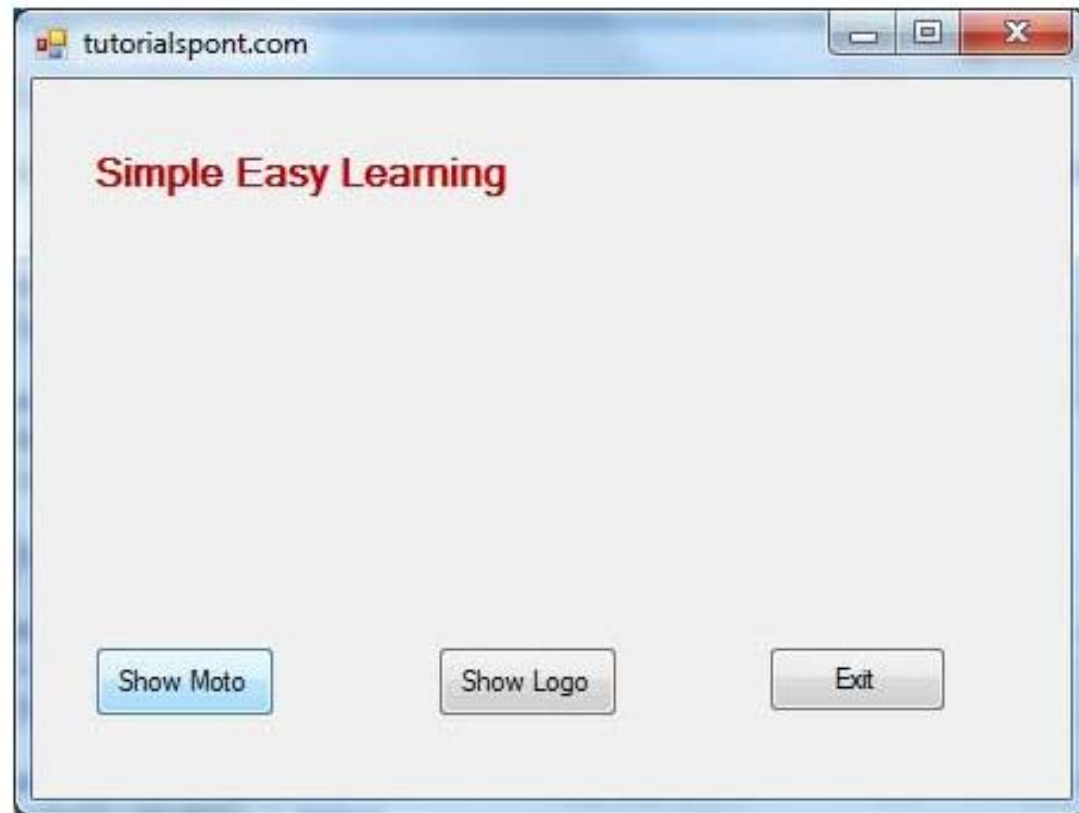 tutorialspont.com
Simple Easy Learning
Show Moto
Show Logo
Exit